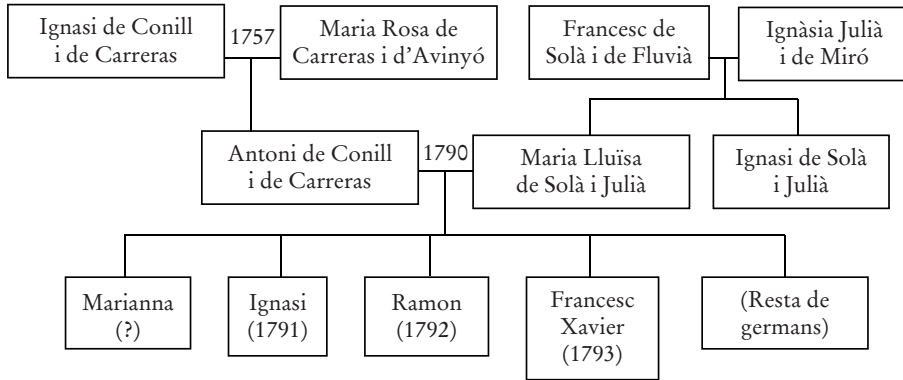 Ignasi de Conill
i de Carreras
1757
Maria Rosa de
Carreras i d'Avinyó
Francesc de
Solà i de Fluvià
Ignàsia Julià
i de Miró
Antoni de Conill
i de Carreras
1790
Maria Lluïsa
de Solà i Julià
Ignasi de Solà
i Julià
Marianna
(?)
Ignasi
(1791)
Ramon
(1792)
Francesc
Xavier
(1793)
(Resta de
germans)